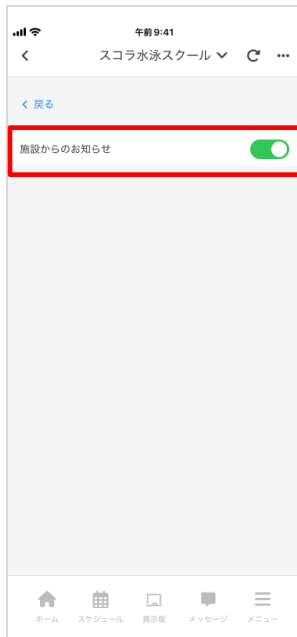 午前9:41
スコラ水泳スクール
戻る
施設からのお知らせ
ホーム スケジュール 掲示板 メッセージ メニュー